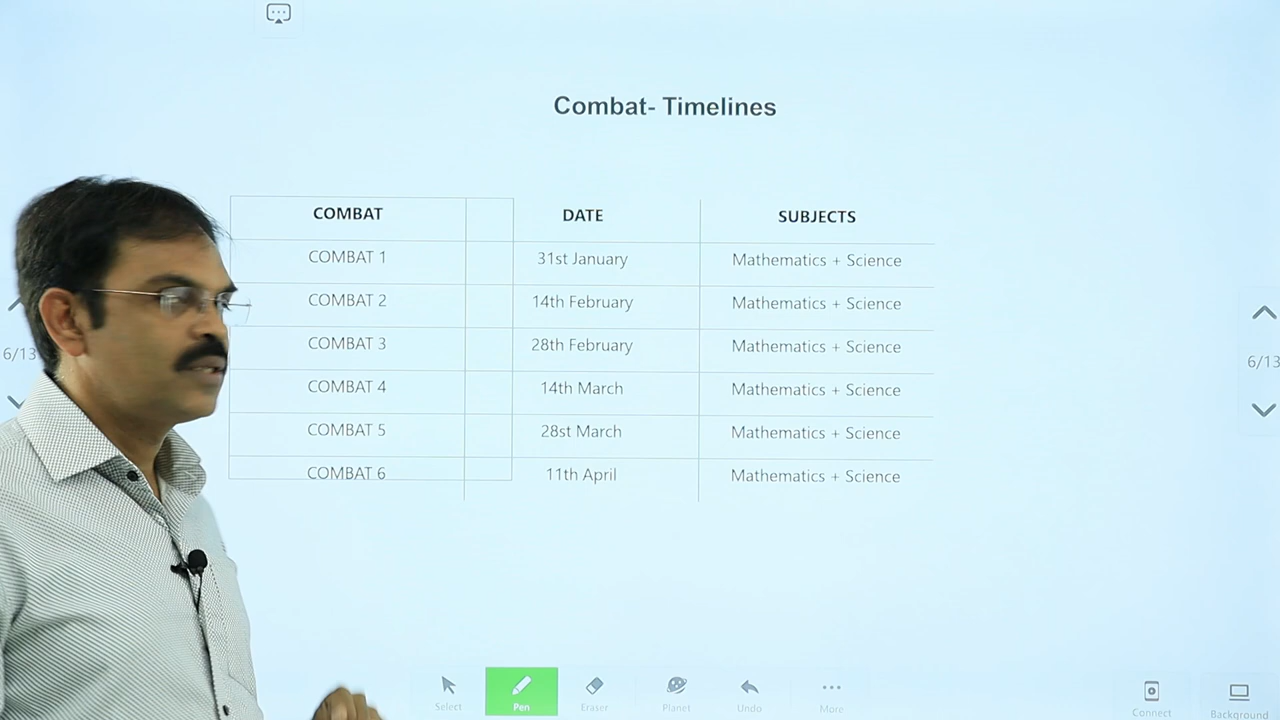 Combat- Timelines
COMBAT DATE SUBJECTS
COMBAT 1 31st January Mathematics + Science
COMBAT 2 14th February Mathematics + Science
COMBAT 3 28th February Mathematics + Science
COMBAT 4 14th March Mathematics + Science
COMBAT 5 28st March Mathematics + Science
COMBAT 6 11th April Mathematics + Science
6/13 6/13
Select Pen Eraser Planet Undo More Connect Background